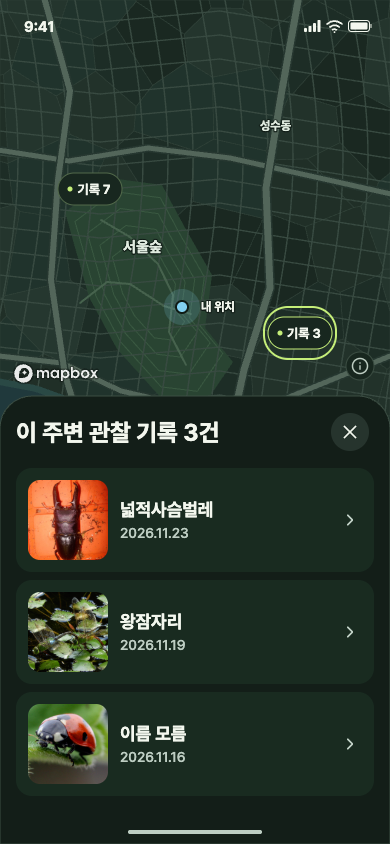 9:41
성수동
기록 7
서울숲
내 위치
기록 3
mapbox
이 주변 관찰 기록 3건
넓적사슴벌레
2026.11.23
왕잠자리
2026.11.19
이름 모름
2026.11.16